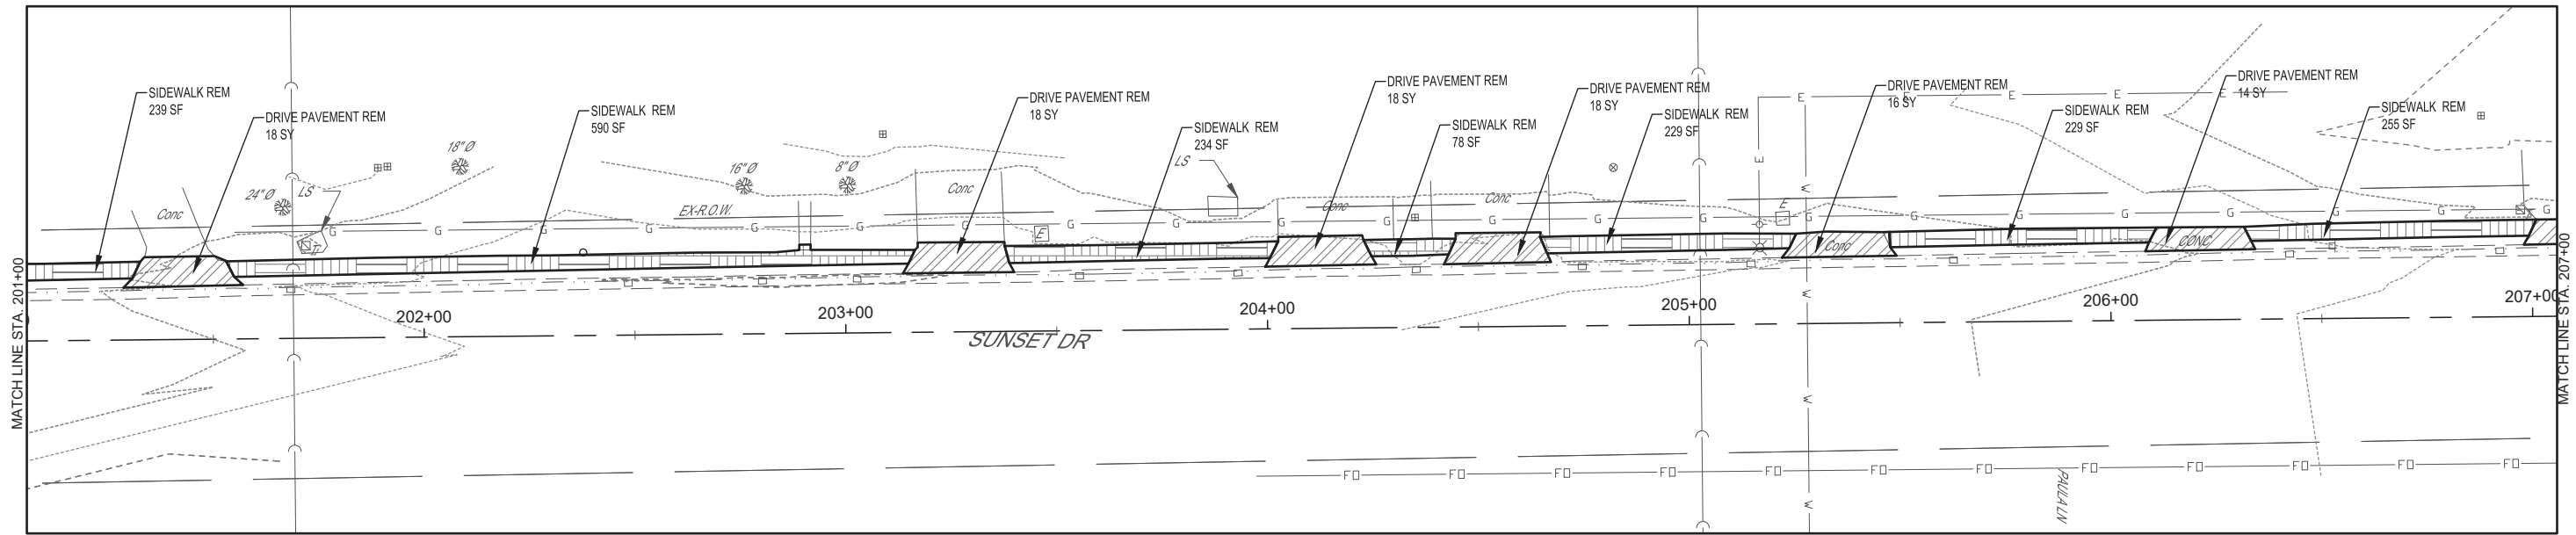 SIDEWALK REM
239 SF
DRIVE PAVEMENT REM
18 SY
SIDEWALK REM
590 SF
DRIVE PAVEMENT REM
18 SY
SIDEWALK REM
234 SF
DRIVE PAVEMENT REM
18 SY
SIDEWALK REM
78 SF
DRIVE PAVEMENT REM
18 SY
SIDEWALK REM
229 SF
DRIVE PAVEMENT REM
16 SY
SIDEWALK REM
229 SF
DRIVE PAVEMENT REM
14 SY
SIDEWALK REM
255 SF
E E E E E
18" Ø
16" Ø
8" Ø
24" Ø
LS
LS
Conc
Conc
Conc
Conc
EX-R.O.W.
G G G G G G G G G G G G G G G G G G G G G
E
E
E
W
W
W
W
Conc
CONC
202+00
203+00
204+00
205+00
206+00
207+00
SUNSET DR
F F F F F F F F F F F F
PAULA LN
MATCH LINE STA. 201+00
MATCH LINE STA. 207+00